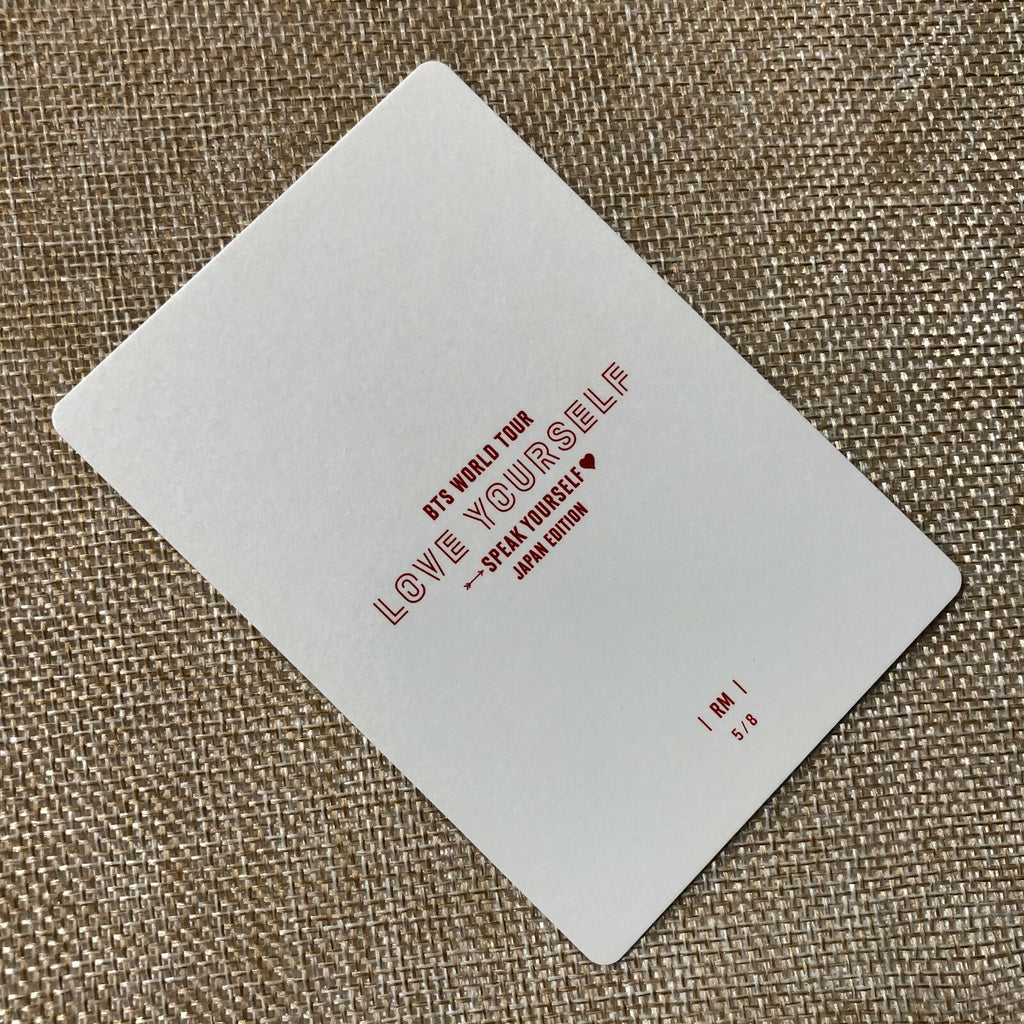 BTS WORLD TOUR
LOVE YOURSELF
SPEAK YOURSELF
JAPAN EDITION
| RM |
5/8